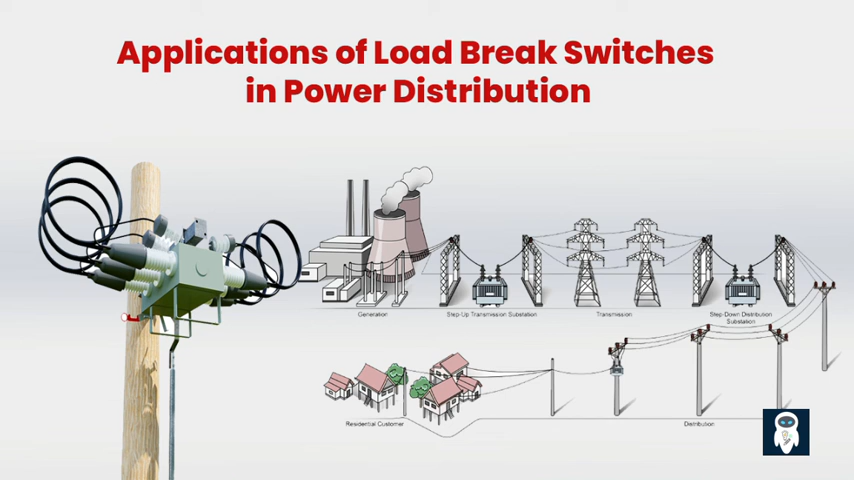 Applications of Load Break Switches
in Power Distribution
Generation
Step-Up Transmission Substation
Transmission
Step-Down Distribution
Substation
Residential Customer
Distribution